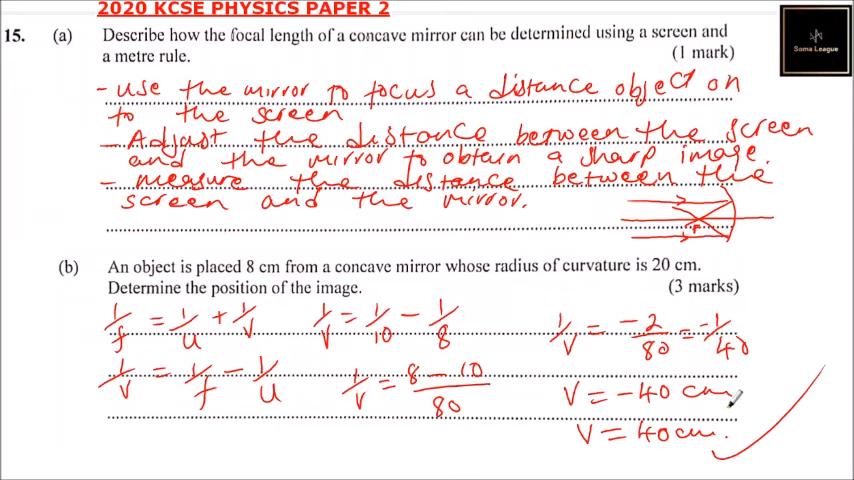 2020 KCSE PHYSICS PAPER 2
15. (a) Describe how the focal length of a concave mirror can be determined using a screen and
a metre rule. (1 mark)
Soma League
- use the mirror to focus a distance object on
to the screen
- Adjust the distance between the screen
and the mirror to obtain a sharp image.
- measure the distance between the
screen and the mirror.
F
(b) An object is placed 8 cm from a concave mirror whose radius of curvature is 20 cm.
Determine the position of the image. (3 marks)
1/f = 1/u + 1/v 1/v = 1/10 - 1/8 1/v = -2/80 = -1/40
1/v = 1/f - 1/u 1/v = 8 - 10/80 v = -40 cm
v = 40cm.